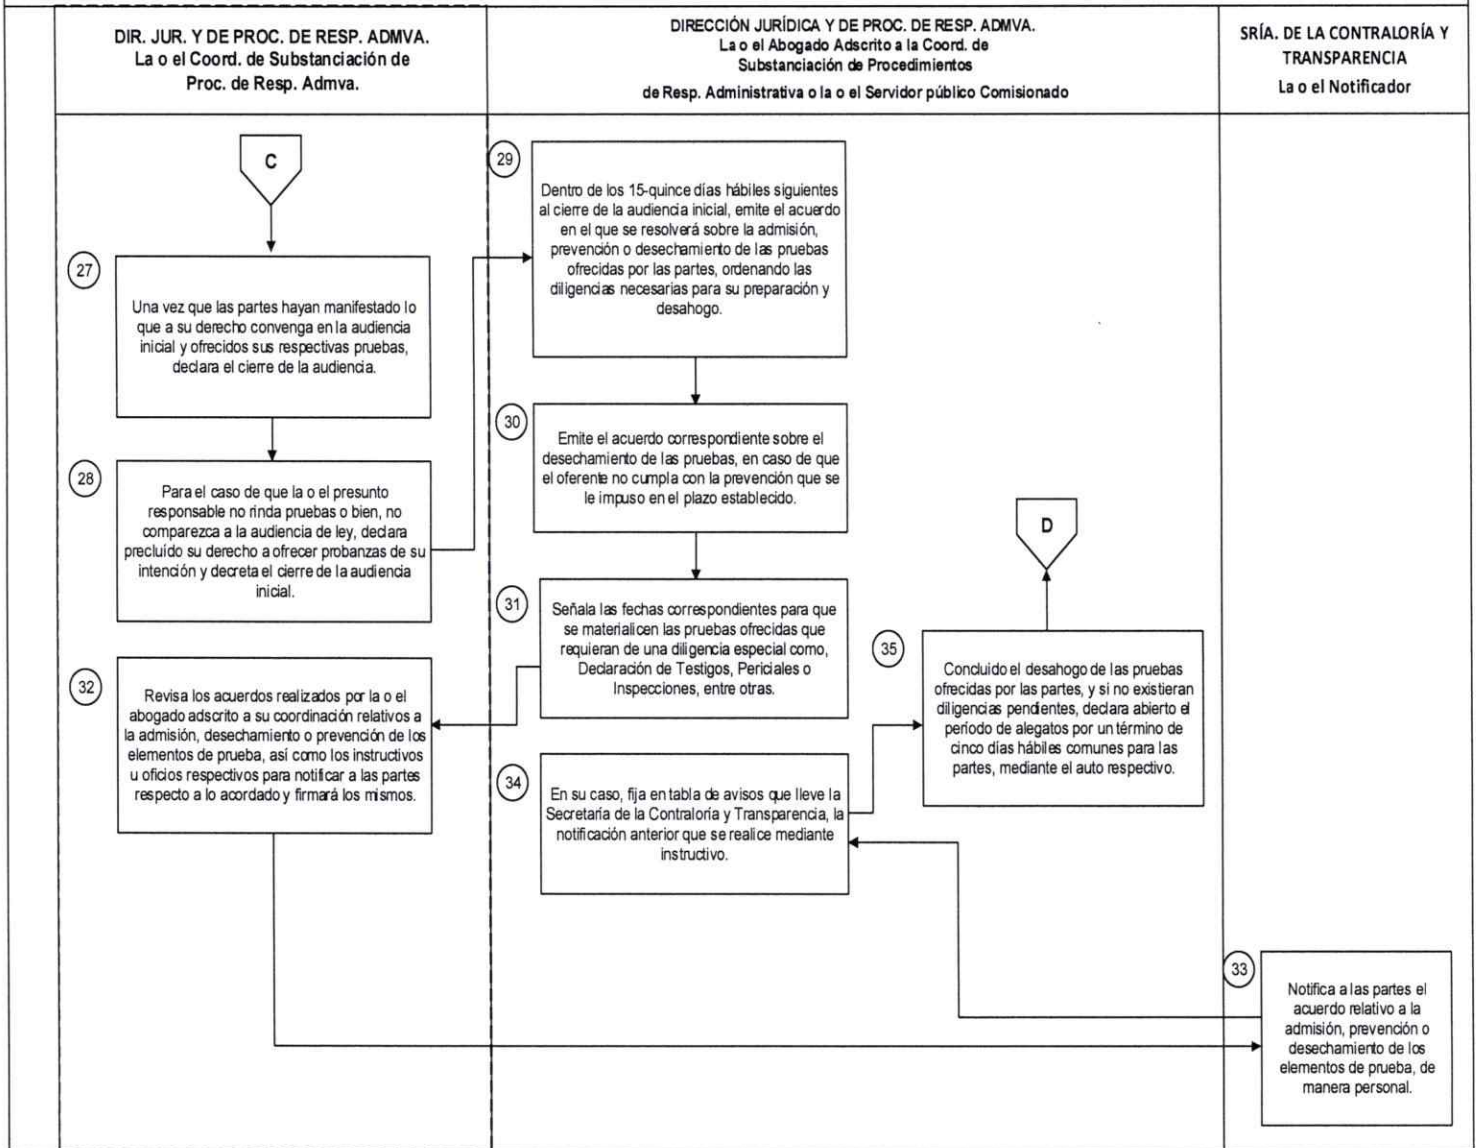 DIR. JUR. Y DE PROC. DE RESP. ADMVA.
La o el Coord. de Substanciación de
Proc. de Resp. Admva.
DIRECCIÓN JURÍDICA Y DE PROC. DE RESP. ADMVA.
La o el Abogado Adscrito a la Coord. de
Substanciación de Procedimientos
de Resp. Administrativa o la o el Servidor público Comisionado
SRÍA. DE LA CONTRALORÍA Y
TRANSPARENCIA
La o el Notificador
C
27
Una vez que las partes hayan manifestado lo
que a su derecho convenga en la audiencia
inicial y ofrecidos sus respectivas pruebas,
declara el cierre de la audiencia.
28
Para el caso de que la o el presunto
responsable no rinda pruebas o bien, no
comparezca a la audiencia de ley, declara
precluído su derecho a ofrecer probanzas de su
intención y decreta el cierre de la audiencia
inicial.
29
Dentro de los 15-quince días hábiles siguientes
al cierre de la audiencia inicial, emite el acuerdo
en el que se resolverá sobre la admisión,
prevención o desechamiento de las pruebas
ofrecidas por las partes, ordenando las
diligencias necesarias para su preparación y
desahogo.
30
Emite el acuerdo correspondiente sobre el
desechamiento de las pruebas, en caso de que
el oferente no cumpla con la prevención que se
le impuso en el plazo establecido.
31
Señala las fechas correspondientes para que
se materialicen las pruebas ofrecidas que
requieran de una diligencia especial como,
Declaración de Testigos, Periciales o
Inspecciones, entre otras.
32
Revisa los acuerdos realizados por la o el
abogado adscrito a su coordinación relativos a
la admisión, desechamiento o prevención de los
elementos de prueba, así como los instructivos
u oficios respectivos para notificar a las partes
respecto a lo acordado y firmará los mismos.
33
Notifica a las partes el
acuerdo relativo a la
admisión, prevención o
desechamiento de los
elementos de prueba, de
manera personal.
34
En su caso, fija en tabla de avisos que lleve la
Secretaría de la Contraloría y Transparencia, la
notificación anterior que se realice mediante
instructivo.
35
Concluido el desahogo de las pruebas
ofrecidas por las partes, y si no existieran
diligencias pendientes, declara abierto el
período de alegatos por un término de
cinco días hábiles comunes para las
partes, mediante el auto respectivo.
D